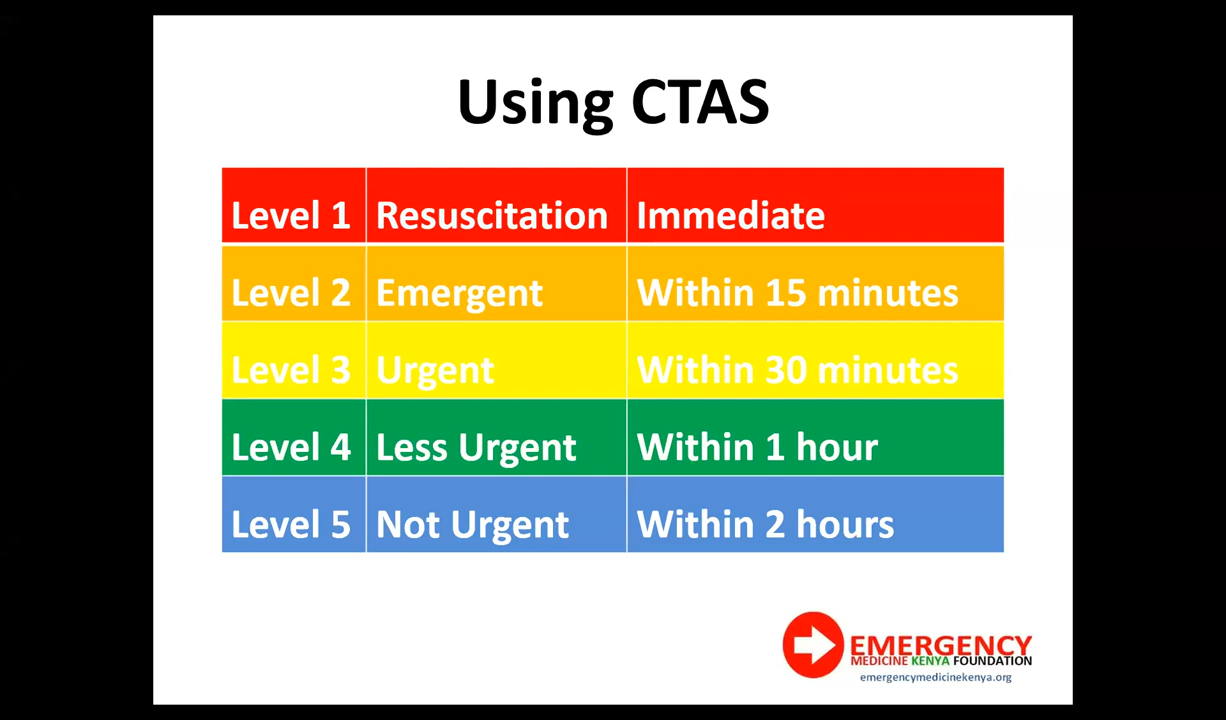 Using CTAS
Level 1 Resuscitation Immediate
Level 2 Emergent Within 15 minutes
Level 3 Urgent Within 30 minutes
Level 4 Less Urgent Within 1 hour
Level 5 Not Urgent Within 2 hours
EMERGENCY
MEDICINE KENYA FOUNDATION
emergencymedicinekenya.org